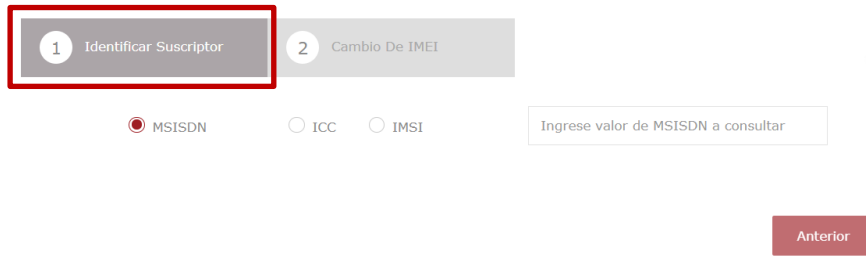 1 Identificar Suscriptor 2 Cambio De IMEI
MSISDN ICC IMSI Ingrese valor de MSISDN a consultar
Anterior